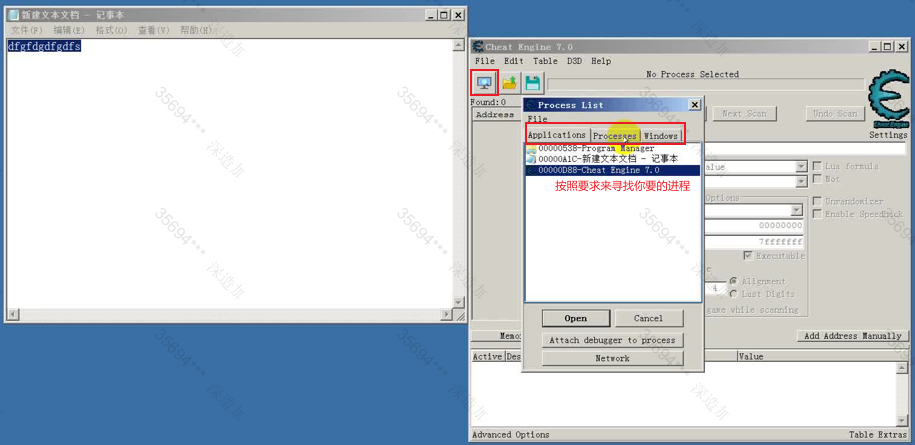 新建文本文档 - 记事本
文件(F) 编辑(E) 格式(O) 查看(V) 帮助(H)
dfgfdgdfgdfs
Cheat Engine 7.0
File Edit Table D3D Help
No Process Selected
Found:0
Address
Next Scan
Undo Scan
Cheat Engine
Settings
Process List
File
Applications Processes Windows
00000538-Program Manager
00000A1C-新建文本文档 - 记事本
00000D88-Cheat Engine 7.0
按照要求来寻找你要的进程
Open Cancel
Attach debugger to process
Network
Lua formula
Not
Options
Unrandomizer
Enable Speedhack
00000000
7fffffff
Executable
4
Alignment
Last Digits
game while scanning
Add Address Manually
Active Value
Advanced Options
Table Extras
35694*** 深造加